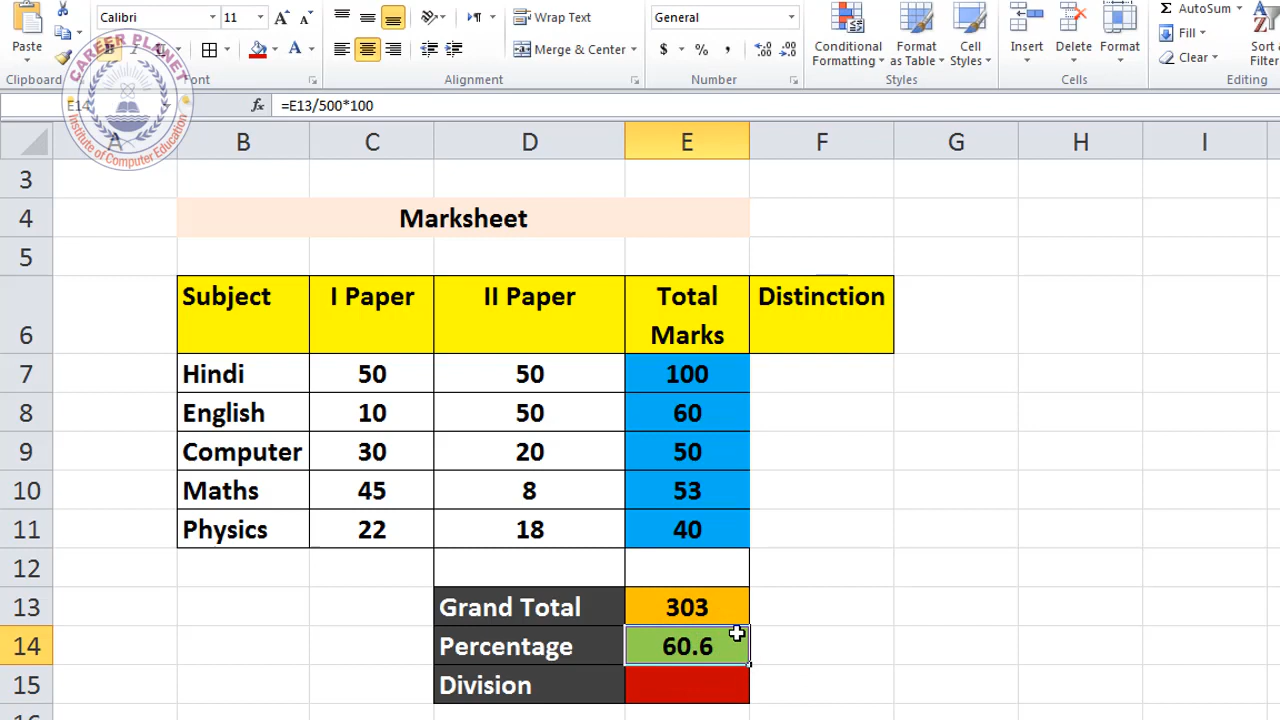 Calibri 11 Wrap Text General AutoSum
Paste Merge & Center $ % , Conditional Formatting Format as Table Cell Styles Insert Delete Format Fill Clear Sort & Filter
Clipboard Font Alignment Number Styles Cells Editing
CAREER PLANET
Institute of Computer Education
E14 fx =E13/500*100
A B C D E F G H I
3
4 Marksheet
5
6 Subject I Paper II Paper Total Marks Distinction
7 Hindi 50 50 100
8 English 10 50 60
9 Computer 30 20 50
10 Maths 45 8 53
11 Physics 22 18 40
12
13 Grand Total 303
14 Percentage 60.6
15 Division